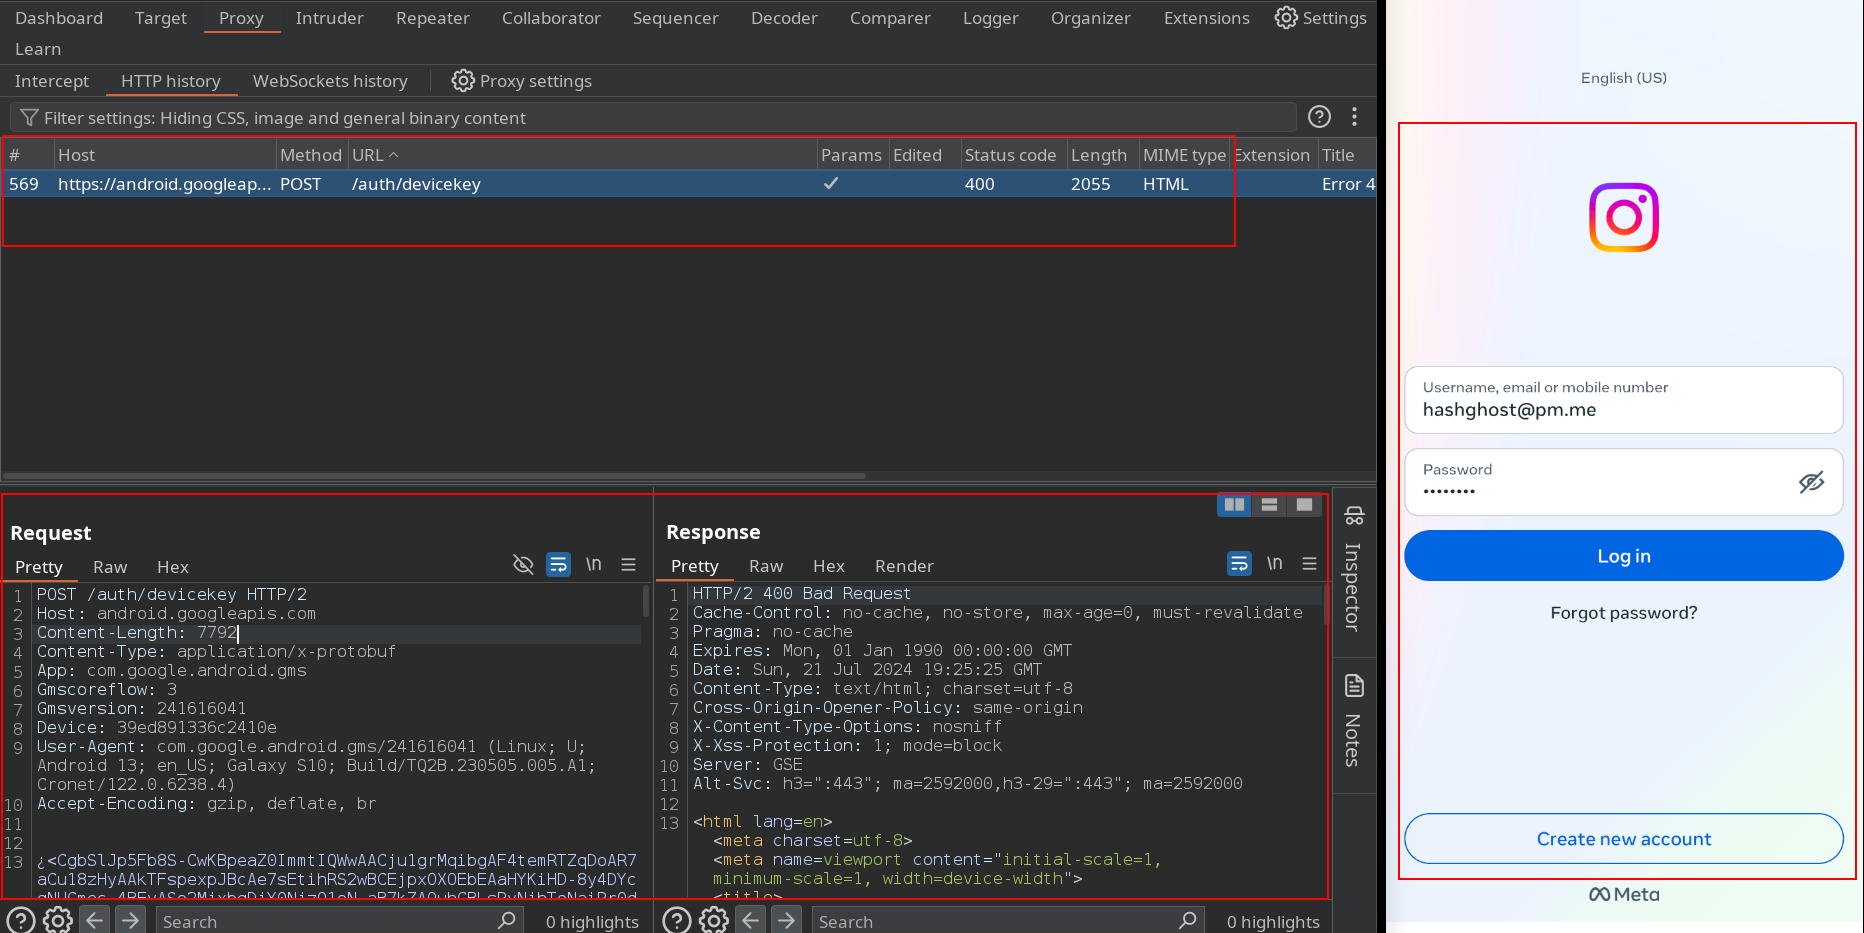 Dashboard Target Proxy Intruder Repeater Collaborator Sequencer Decoder Comparer Logger Organizer Extensions Settings
Learn
Intercept HTTP history WebSockets history Proxy settings
Filter settings: Hiding CSS, image and general binary content
# Host Method URL Params Edited Status code Length MIME type Extension Title
569 https://android.googleap... POST /auth/devicekey ✓ 400 2055 HTML Error 4
Request
Pretty Raw Hex \n
1 POST /auth/devicekey HTTP/2
2 Host: android.googleapis.com
3 Content-Length: 7792
4 Content-Type: application/x-protobuf
5 App: com.google.android.gms
6 Gmscoreflow: 3
7 Gmsversion: 241616041
8 Device: 39ed891336c2410e
9 User-Agent: com.google.android.gms/241616041 (Linux; U;
Android 13; en_US; Galaxy S10; Build/TQ2B.230505.005.A1;
Cronet/122.0.6238.4)
10 Accept-Encoding: gzip, deflate, br
11
12
13 ¿<CgbSlJp5Fb8S-CwKBpeaZ0ImmtIQWwAACju1grMqibgAF4temRTZqDoAR7
aCu18zHyAAkTFspexpJBcAe7sEtihRS2wBCEjpxOXOEbEAaHYKiHD-8y4DYc
Search 0 highlights
Response
Pretty Raw Hex Render \n
1 HTTP/2 400 Bad Request
2 Cache-Control: no-cache, no-store, max-age=0, must-revalidate
3 Pragma: no-cache
4 Expires: Mon, 01 Jan 1990 00:00:00 GMT
5 Date: Sun, 21 Jul 2024 19:25:25 GMT
6 Content-Type: text/html; charset=utf-8
7 Cross-Origin-Opener-Policy: same-origin
8 X-Content-Type-Options: nosniff
9 X-Xss-Protection: 1; mode=block
10 Server: GSE
11 Alt-Svc: h3=":443"; ma=2592000,h3-29=":443"; ma=2592000
12
13 <html lang=en>
<meta charset=utf-8>
<meta name=viewport content="initial-scale=1,
minimum-scale=1, width=device-width">
<title>
Search 0 highlights
Inspector
Notes
English (US)
Username, email or mobile number
hashghost@pm.me
Password
••••••••
Log in
Forgot password?
Create new account
Meta